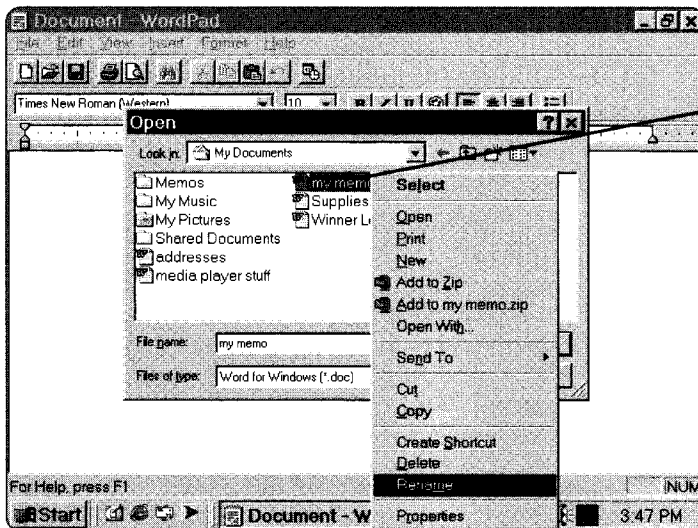 Document - WordPad
File Edit View Insert Format Help
Times New Roman (Western) 10
Open
Look in: My Documents
Memos
My Music
My Pictures
Shared Documents
addresses
media player stuff
my memo
Supplies
Winner
Select
Open
Print
New
Add to Zip
Add to my memo.zip
Open With...
Send To
Cut
Copy
Create Shortcut
Delete
Rename
Properties
File name: my memo
Files of type: Word for Windows (*.doc)
For Help, press F1
NUM
Start
Document - W
3:47 PM